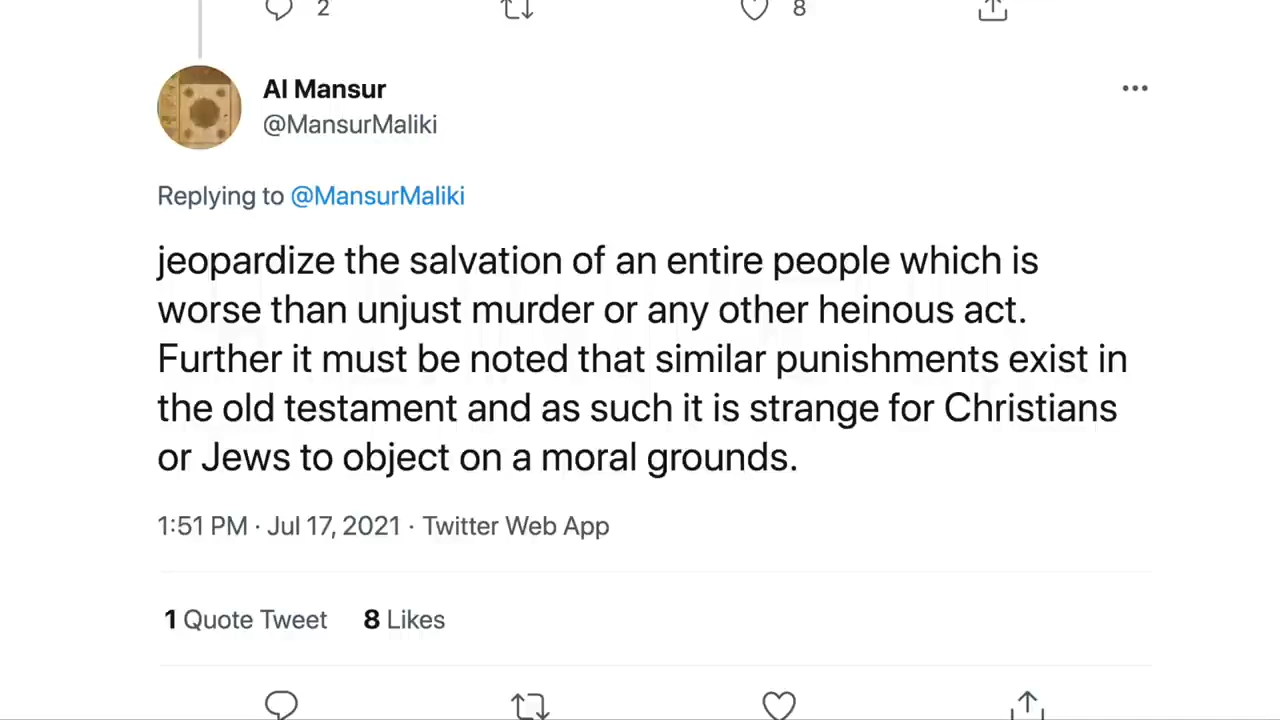 2 8
Al Mansur
@MansurMaliki
Replying to @MansurMaliki
jeopardize the salvation of an entire people which is
worse than unjust murder or any other heinous act.
Further it must be noted that similar punishments exist in
the old testament and as such it is strange for Christians
or Jews to object on a moral grounds.
1:51 PM · Jul 17, 2021 · Twitter Web App
1 Quote Tweet 8 Likes